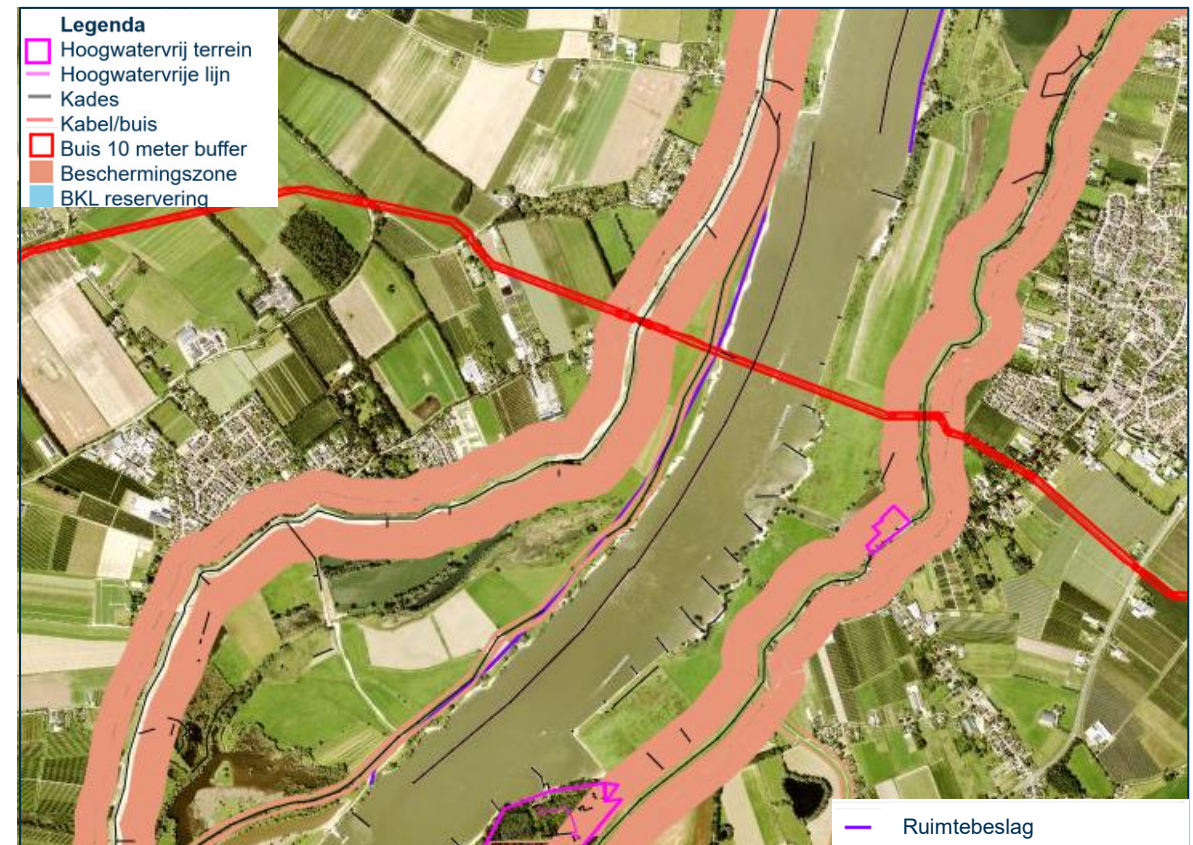 Legenda
Hoogwatervrij terrein
Hoogwatervrije lijn
Kades
Kabel/buis
Buis 10 meter buffer
Beschermingszone
BKL reservering
Ruimtebeslag